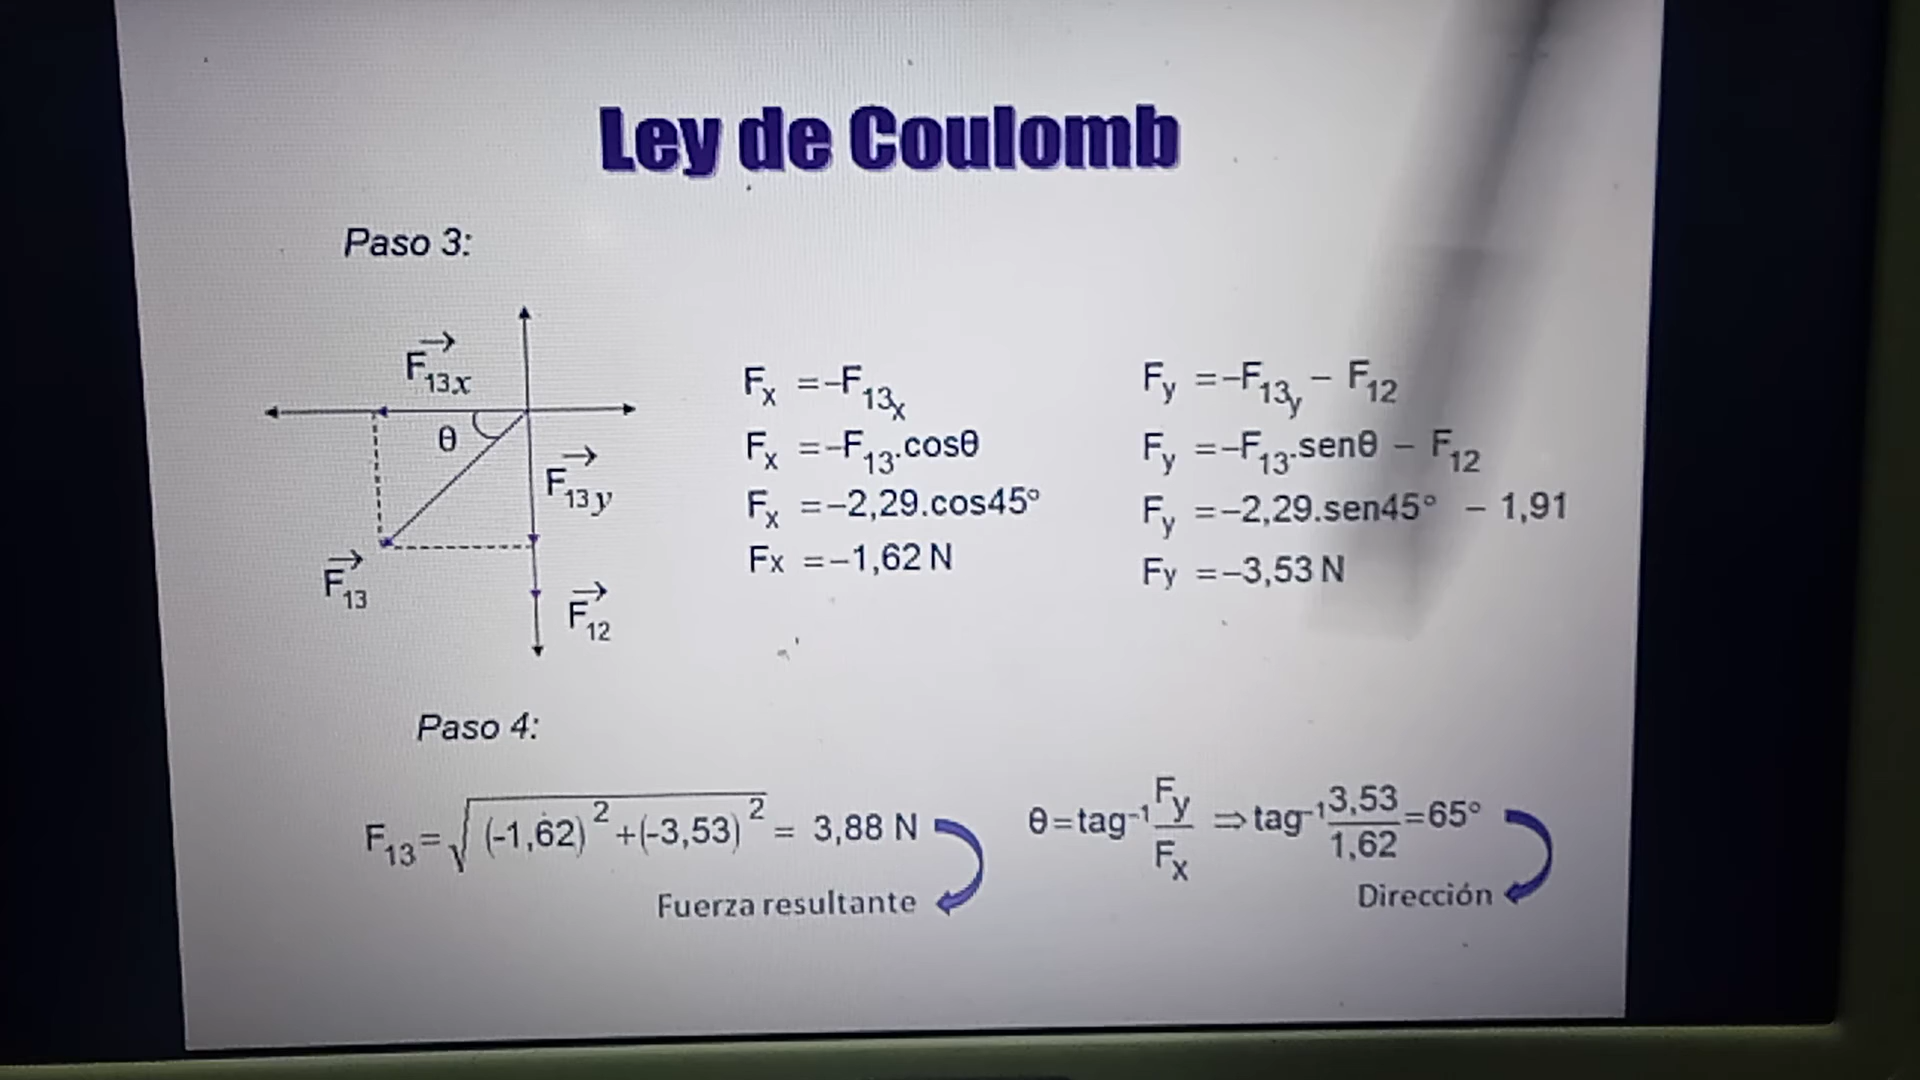 Ley de Coulomb
Paso 3:
F₁₃ₓ
θ
F₁₃y
F₁₃
F₁₂
Fₓ =-F₁₃ₓ
Fₓ =-F₁₃.cosθ
Fₓ =-2,29.cos45°
Fx =-1,62 N
Fy =-F₁₃y - F₁₂
Fy =-F₁₃.senθ - F₁₂
Fy =-2,29.sen45° - 1,91
Fy =-3,53 N
Paso 4:
F₁₃=√(-1,62)²+(-3,53)² = 3,88 N
Fuerza resultante
θ=tag⁻¹ Fy/Fx ⇒ tag⁻¹ 3,53/1,62 =65°
Dirección